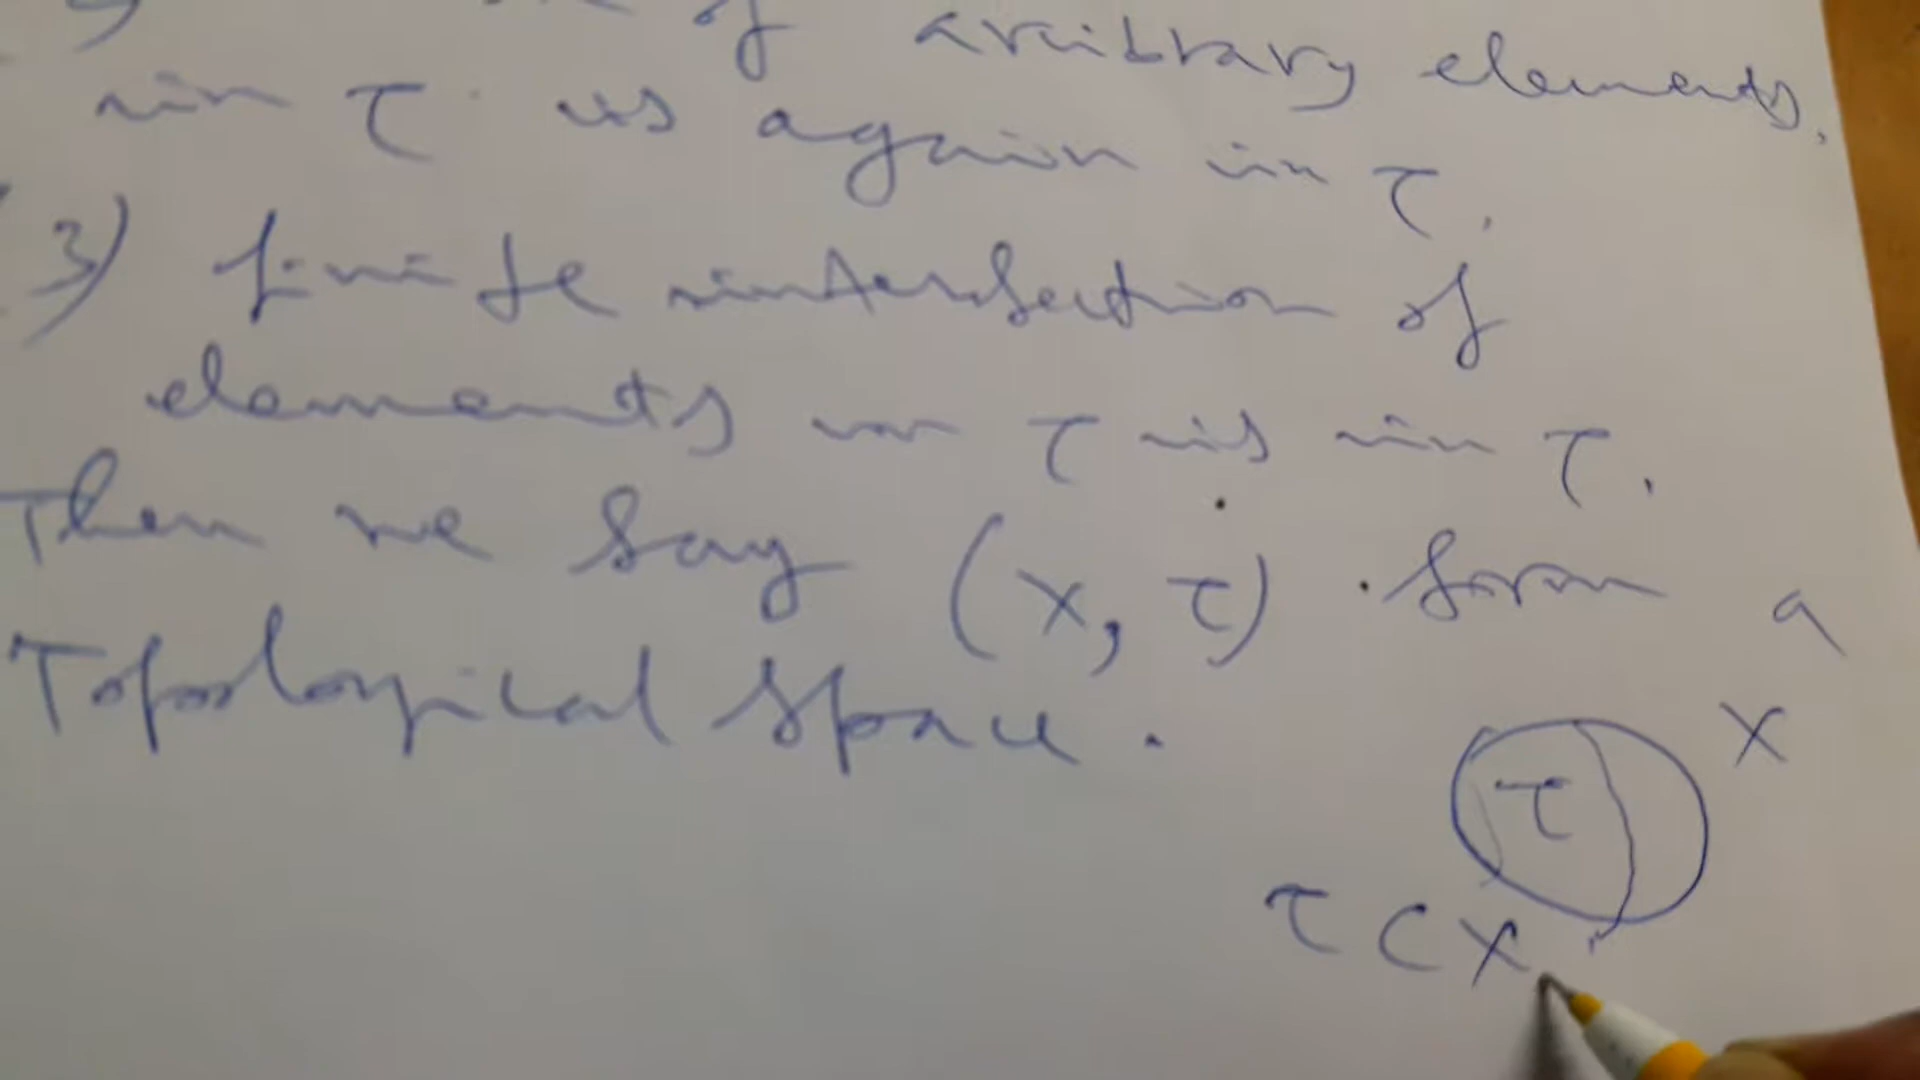 of arbitrary elements,
in τ is again in τ.
(3) finite intersection of
elements in τ is in τ.
Then we say (X, τ) form a
Topological space.
X
τ
τ ⊂ X